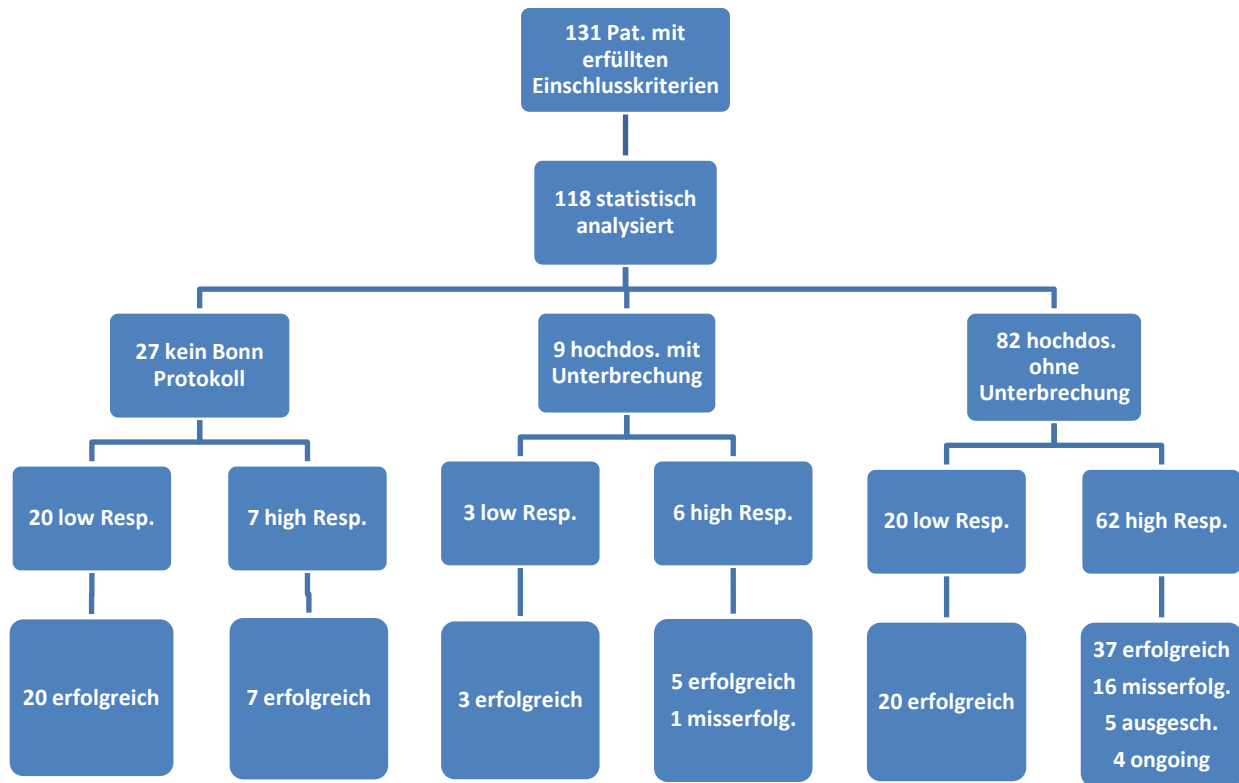 131 Pat. mit
erfüllten
Einschlusskriterien
118 statistisch
analysiert
27 kein Bonn
Protokoll
9 hochdos. mit
Unterbrechung
82 hochdos.
ohne
Unterbrechung
20 low Resp.
7 high Resp.
3 low Resp.
6 high Resp.
20 low Resp.
62 high Resp.
20 erfolgreich
7 erfolgreich
3 erfolgreich
5 erfolgreich
1 misserfolg.
20 erfolgreich
37 erfolgreich
16 misserfolg.
5 ausgesch.
4 ongoing